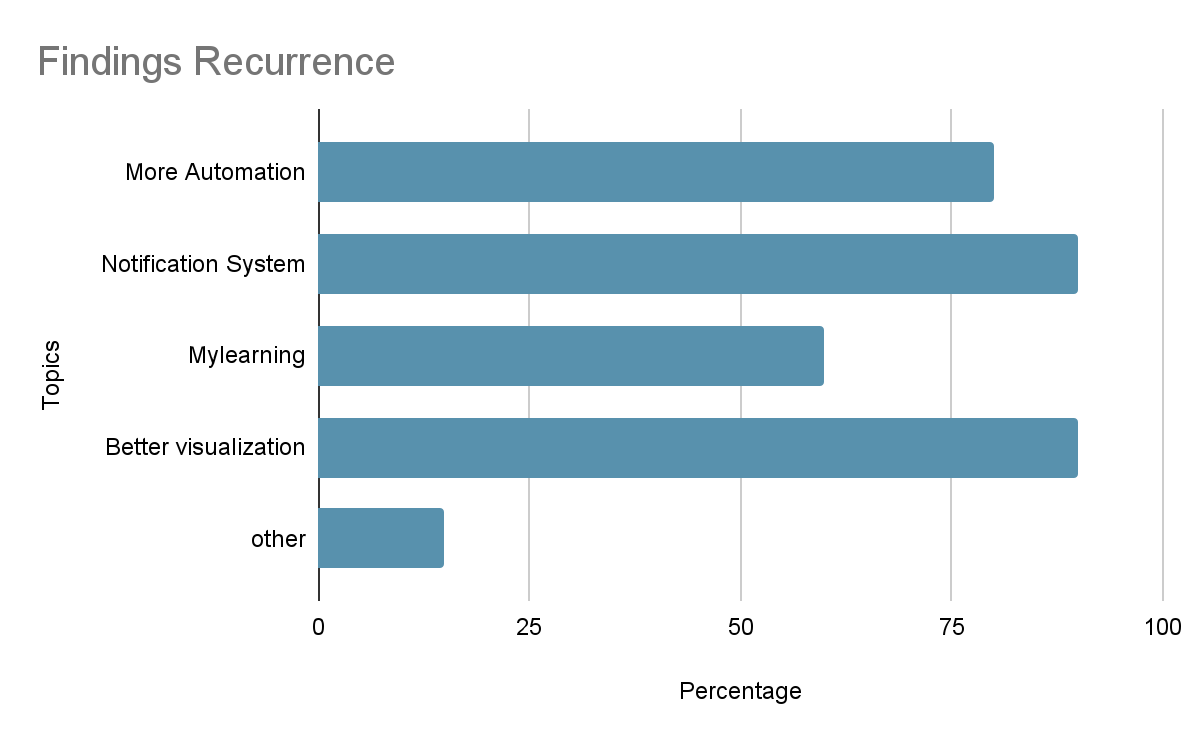 Findings Recurrence
Topics
More Automation
Notification System
Mylearning
Better visualization
other
0 25 50 75 100
Percentage